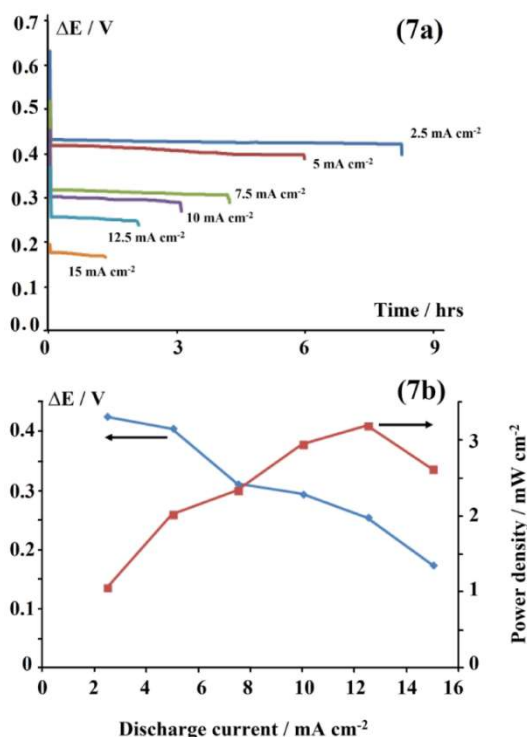 ΔE / V
(7a)
0.7
0.6
0.5
0.4
0.3
0.2
0.1
0.0
2.5 mA cm⁻²
5 mA cm⁻²
7.5 mA cm⁻²
10 mA cm⁻²
12.5 mA cm⁻²
15 mA cm⁻²
Time / hrs
0 3 6 9
ΔE / V
(7b)
0.4
0.3
0.2
0.1
0
3
2
1
0
Power density / mW cm⁻²
0 2 4 6 8 10 12 14 16
Discharge current / mA cm⁻²